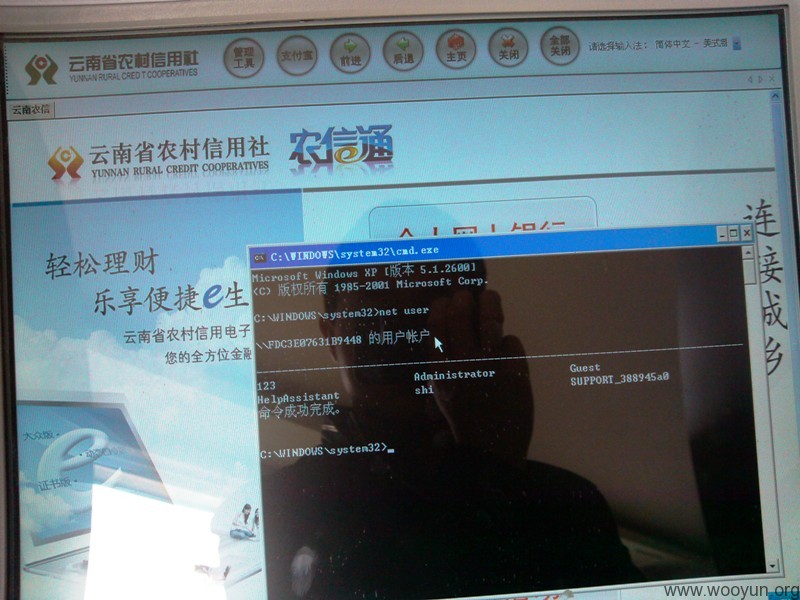 云南省农村信用社
YUNNAN RURAL CREDIT COOPERATIVES
管理工具
支付宝
前进
后退
主页
关闭
全部关闭
请选择输入法: 简体中文 - 美式键
云南农信
云南省农村信用社
YUNNAN RURAL CREDIT COOPERATIVES
农信通
连接成乡
轻松理财
乐享便捷e生
云南省农村信用电子
您的全方位金融
大众版
证书版
C:\WINDOWS\system32\cmd.exe
Microsoft Windows XP [版本 5.1.2600]
(C) 版权所有 1985-2001 Microsoft Corp.
C:\WINDOWS\system32>net user
\\FDC3E07631B9448 的用户帐户
123 Administrator Guest
HelpAssistant shi SUPPORT_388945a0
命令成功完成。
C:\WINDOWS\system32>_
www.wooyun.org